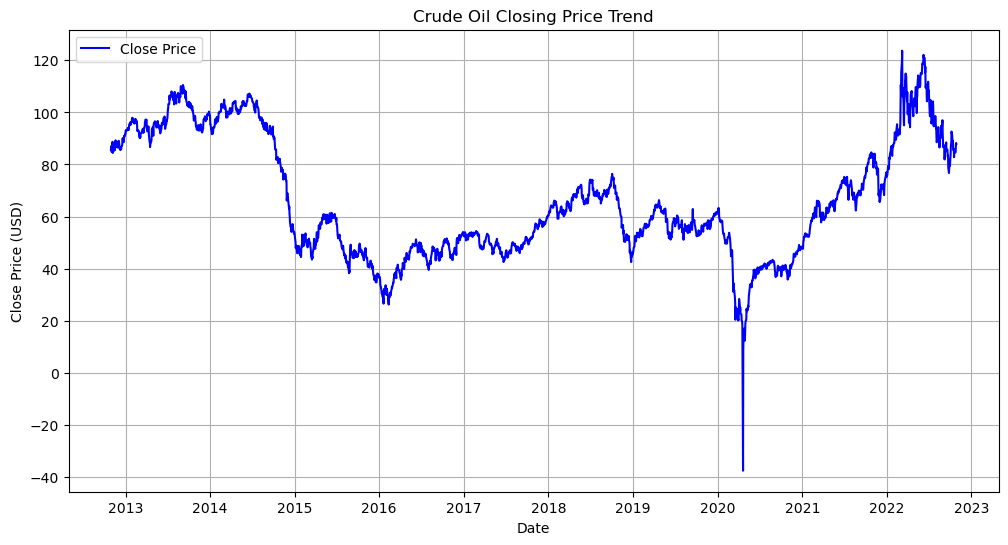 Crude Oil Closing Price Trend
Close Price
120
100
80
60
40
20
0
−20
−40
Close Price (USD)
2013 2014 2015 2016 2017 2018 2019 2020 2021 2022 2023
Date